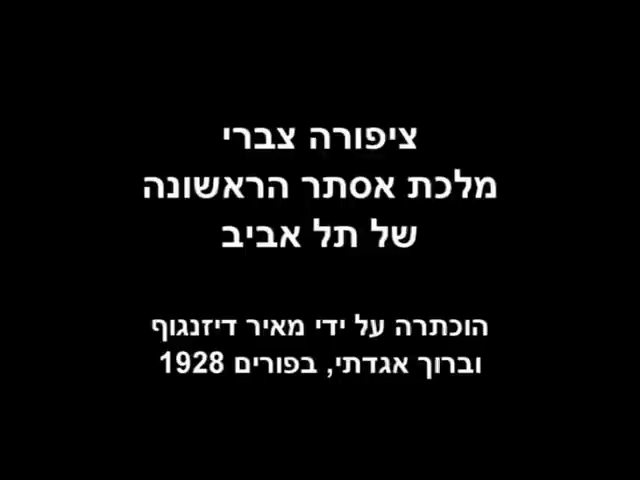 ציפורה צברי
מלכת אסתר הראשונה
של תל אביב
הוכתרה על ידי מאיר דיזנגוף
וברוך אגדתי, בפורים 1928